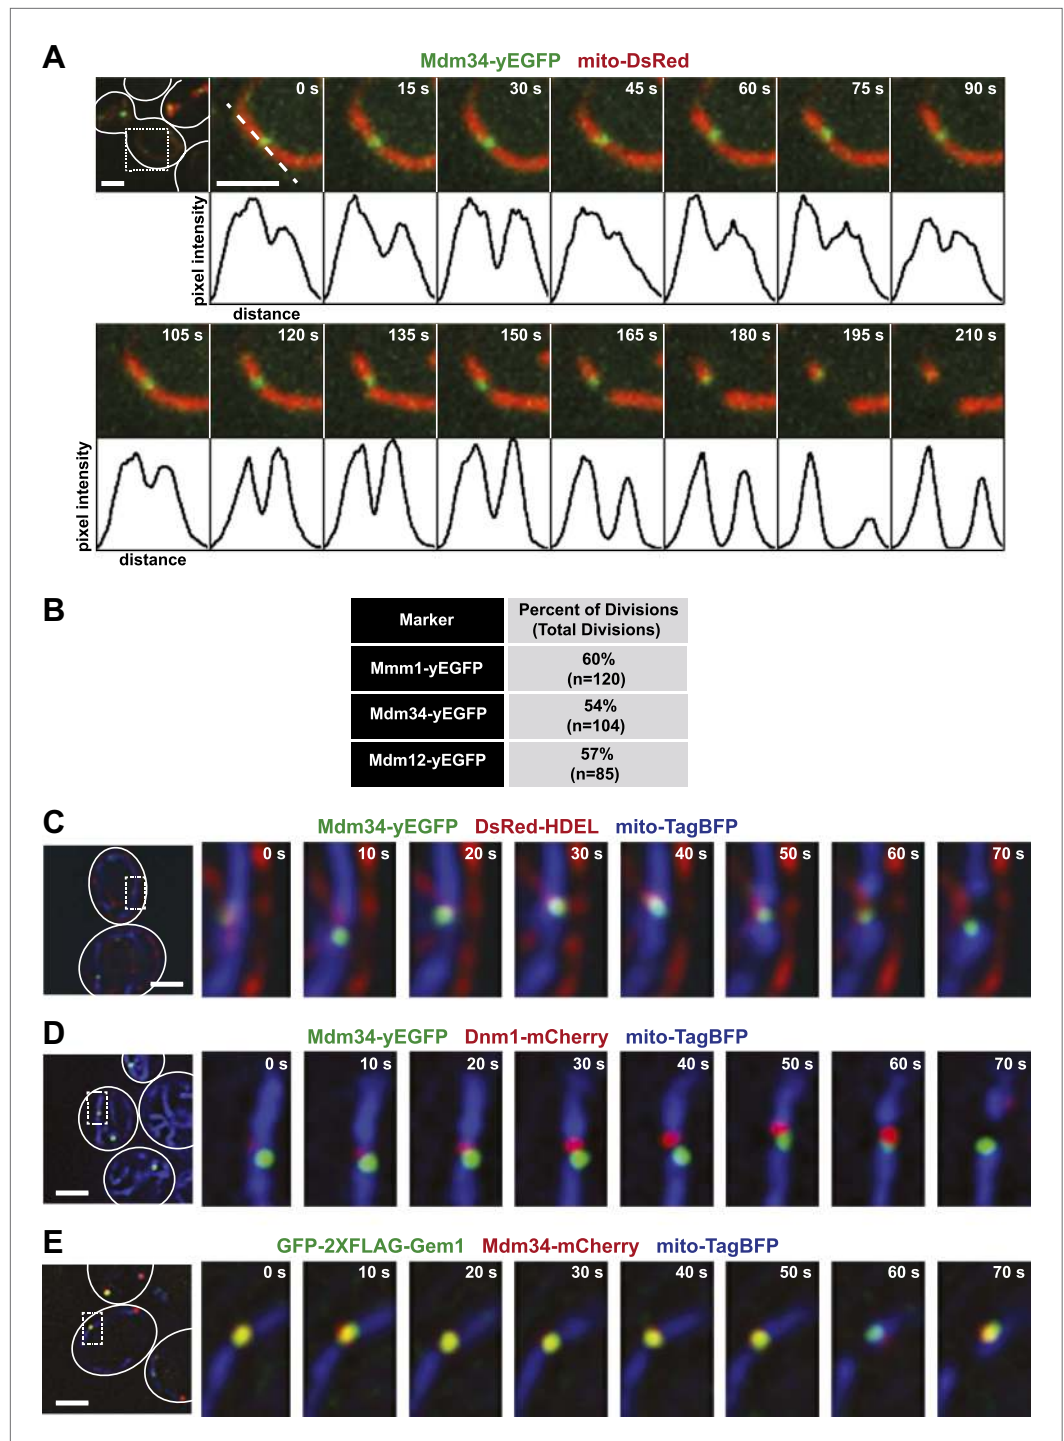 A
Mdm34-yEGFP mito-DsRed
0 s 15 s 30 s 45 s 60 s 75 s 90 s
pixel intensity
distance
105 s 120 s 135 s 150 s 165 s 180 s 195 s 210 s
pixel intensity
distance
B
Marker Percent of Divisions
(Total Divisions)
Mmm1-yEGFP 60%
(n=120)
Mdm34-yEGFP 54%
(n=104)
Mdm12-yEGFP 57%
(n=85)
C
Mdm34-yEGFP DsRed-HDEL mito-TagBFP
0 s 10 s 20 s 30 s 40 s 50 s 60 s 70 s
D
Mdm34-yEGFP Dnm1-mCherry mito-TagBFP
0 s 10 s 20 s 30 s 40 s 50 s 60 s 70 s
E
GFP-2XFLAG-Gem1 Mdm34-mCherry mito-TagBFP
0 s 10 s 20 s 30 s 40 s 50 s 60 s 70 s